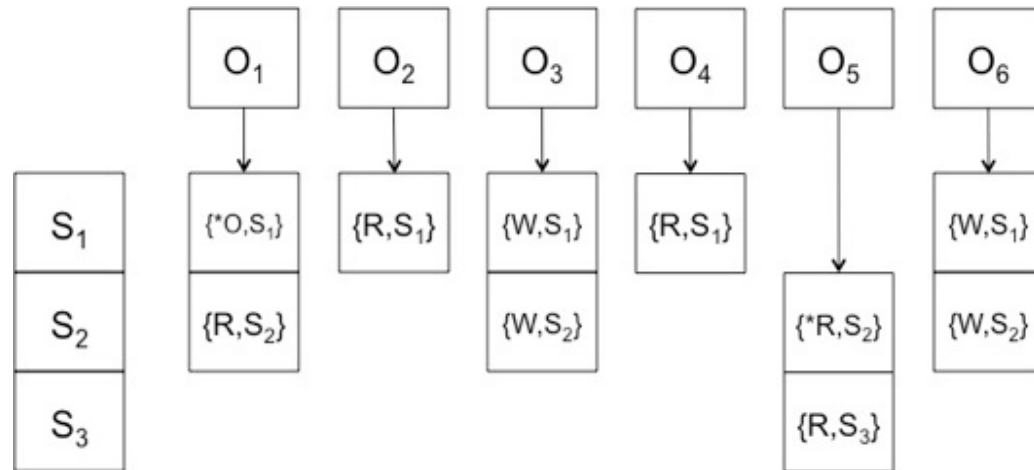 O₁ O₂ O₃ O₄ O₅ O₆
S₁ {*O,S₁} {R,S₁} {W,S₁} {R,S₁} {W,S₁}
S₂ {R,S₂} {W,S₂} {*R,S₂} {W,S₂}
S₃ {R,S₃}